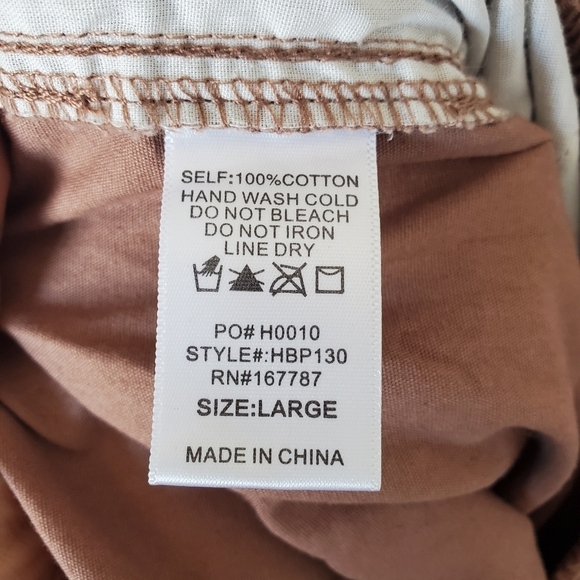 SELF:100%COTTON
HAND WASH COLD
DO NOT BLEACH
DO NOT IRON
LINE DRY
PO# H0010
STYLE#:HBP130
RN#167787
SIZE:LARGE
MADE IN CHINA